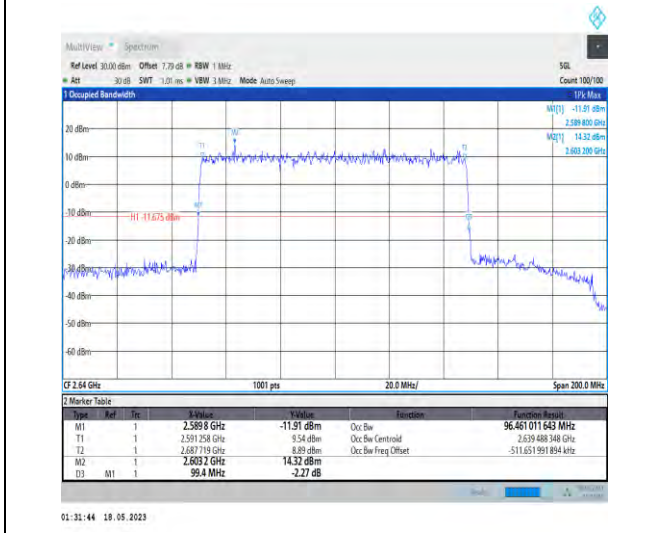 MultiView Spectrum
Ref Level 30.00 dBm Offset 7.79 dB RBW 1 MHz SGL
Att 30 dB SWT 1.01 ms VBW 3 MHz Mode Auto Sweep Count 100/100
1 Occupied Bandwidth 1Pk Max
M1[1] -11.91 dBm
2.589 800 GHz
M2[1] 14.32 dBm
2.603 200 GHz
20 dBm
M2
T1
T2
10 dBm
0 dBm
M1
-10 dBm
H1 -11.675 dBm
D3
-20 dBm
-30 dBm
-40 dBm
-50 dBm
-60 dBm
CF 2.64 GHz 1001 pts 20.0 MHz/ Span 200.0 MHz
2 Marker Table
Type Ref Trc X-Value Y-Value Function Function Result
M1 1 2.5898 GHz -11.91 dBm Occ Bw 96.461 011 643 MHz
T1 1 2.591 258 GHz 9.54 dBm Occ Bw Centroid 2.639 488 348 GHz
T2 1 2.687 719 GHz 8.89 dBm Occ Bw Freq Offset -511.651 991 894 kHz
M2 1 2.6032 GHz 14.32 dBm
D3 M1 1 99.4 MHz -2.27 dB
01:31:44 18.05.2023